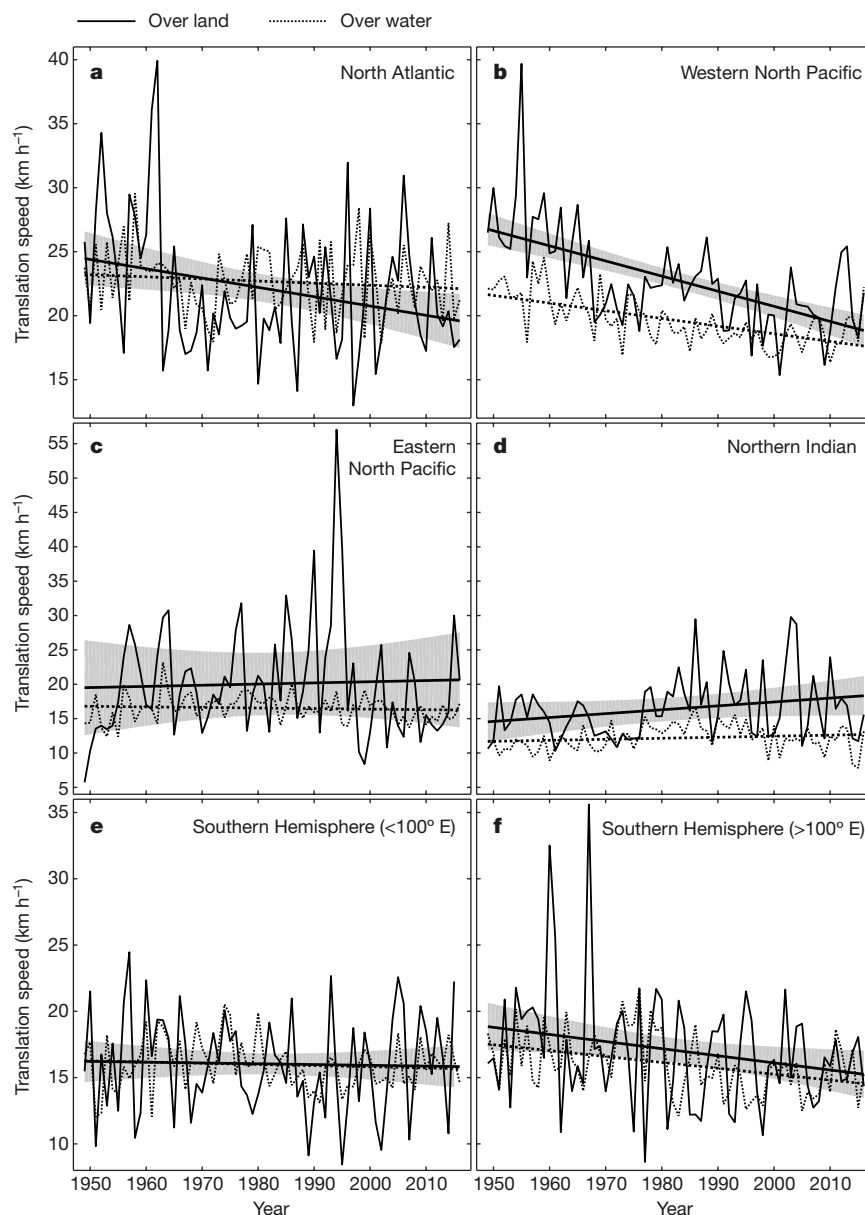 Over land Over water
a North Atlantic
b Western North Pacific
Translation speed (km h⁻¹)
40
35
30
25
20
15
c Eastern
North Pacific
d Northern Indian
Translation speed (km h⁻¹)
55
50
45
40
35
30
25
20
15
10
5
e Southern Hemisphere (<100° E)
f Southern Hemisphere (>100° E)
Translation speed (km h⁻¹)
35
30
25
20
15
10
1950 1960 1970 1980 1990 2000 2010
1950 1960 1970 1980 1990 2000 2010
Year
Year